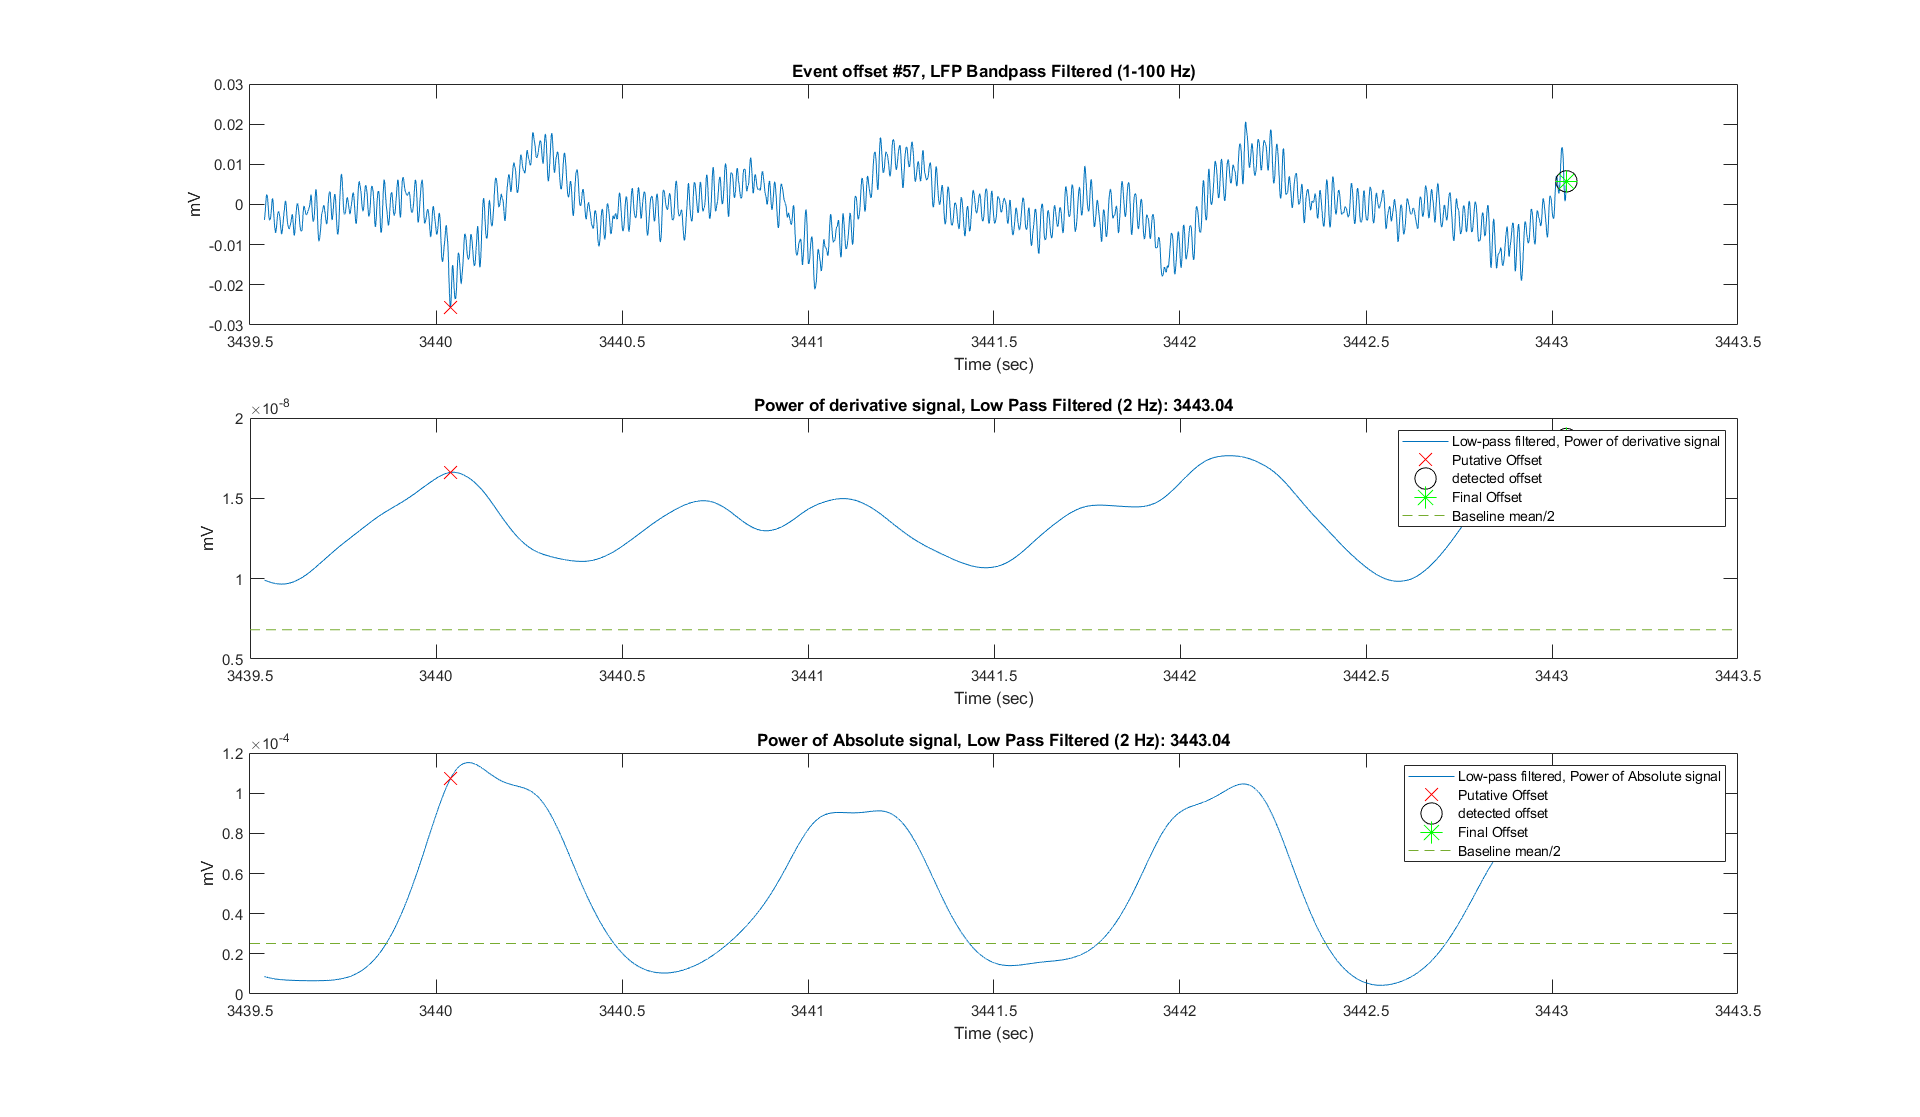 Event offset #57, LFP Bandpass Filtered (1-100 Hz)
0.03
0.02
0.01
0
-0.01
-0.02
-0.03
mV
3439.5 3440 3440.5 3441 3441.5 3442 3442.5 3443 3443.5
Time (sec)
Power of derivative signal, Low Pass Filtered (2 Hz): 3443.04
×10-8
2
1.5
1
0.5
mV
Low-pass filtered, Power of derivative signal
Putative Offset
detected offset
Final Offset
Baseline mean/2
3439.5 3440 3440.5 3441 3441.5 3442 3442.5 3443 3443.5
Time (sec)
Power of Absolute signal, Low Pass Filtered (2 Hz): 3443.04
×10-4
1.2
1
0.8
0.6
0.4
0.2
0
mV
Low-pass filtered, Power of Absolute signal
Putative Offset
detected offset
Final Offset
Baseline mean/2
3439.5 3440 3440.5 3441 3441.5 3442 3442.5 3443 3443.5
Time (sec)